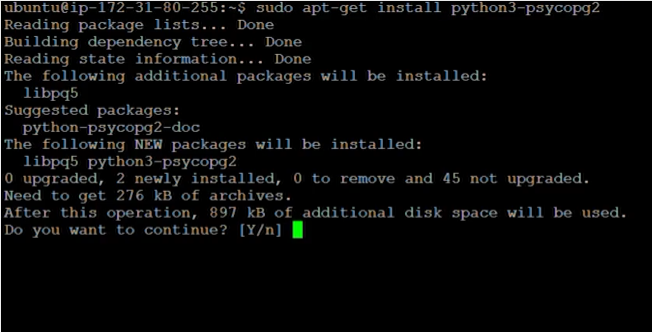 ubuntu@ip-172-31-80-255:~$ sudo apt-get install python3-psycopg2
Reading package lists... Done
Building dependency tree... Done
Reading state information... Done
The following additional packages will be installed:
  libpq5
Suggested packages:
  python-psycopg2-doc
The following NEW packages will be installed:
  libpq5 python3-psycopg2
0 upgraded, 2 newly installed, 0 to remove and 45 not upgraded.
Need to get 276 kB of archives.
After this operation, 897 kB of additional disk space will be used.
Do you want to continue? [Y/n]